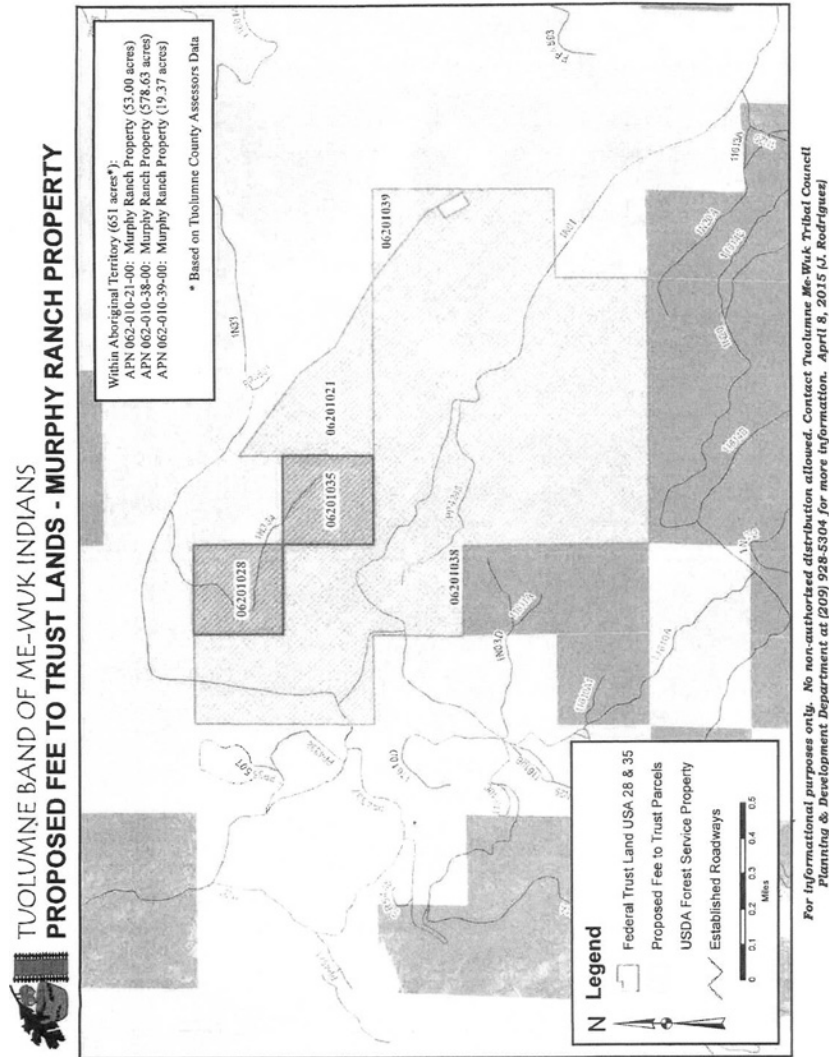 TUOLUMNE BAND OF ME-WUK INDIANS
PROPOSED FEE TO TRUST LANDS - MURPHY RANCH PROPERTY
Within Aboriginal Territory (651 acres*):
APN 062-010-21-00: Murphy Ranch Property (53.00 acres)
APN 062-010-38-00: Murphy Ranch Property (578.63 acres)
APN 062-010-39-00: Murphy Ranch Property (19.37 acres)
* Based on Tuolumne County Assessors Data
1N33
06201028
06201035
06201021
06201039
06201038
1N01
1N03D
N Legend
Federal Trust Land USA 28 & 35
Proposed Fee to Trust Parcels
USDA Forest Service Property
Established Roadways
0 0.1 0.2 0.3 0.4 0.5
Miles
For informational purposes only. No non-authorized distribution allowed. Contact Tuolumne Me-Wuk Tribal Council
Planning & Development Department at (209) 928-5304 for more information. April 8, 2015 (J. Rodriguez)